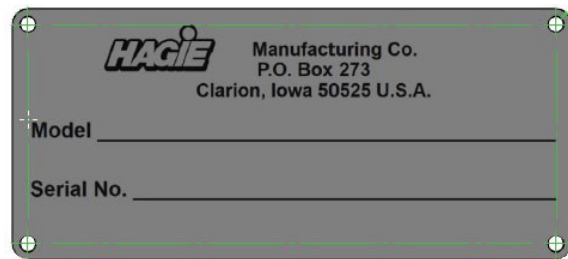 HAGIE
Manufacturing Co.
P.O. Box 273
Clarion, Iowa 50525 U.S.A.
Model
Serial No.